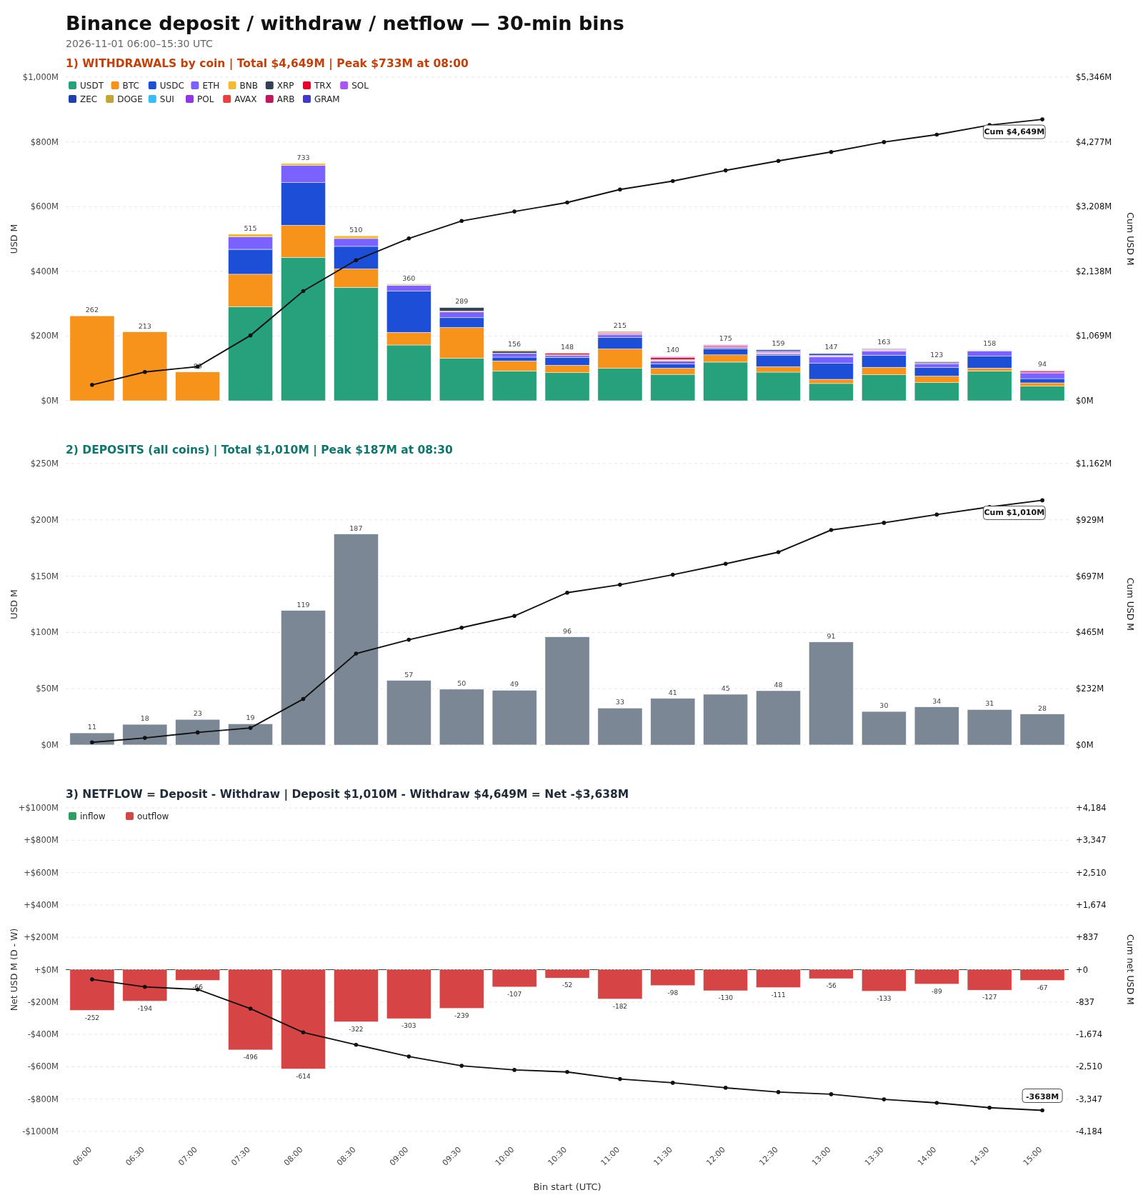 Binance deposit / withdraw / netflow — 30-min bins
2026-11-01 06:00–15:30 UTC
1) WITHDRAWALS by coin | Total $4,649M | Peak $733M at 08:00
USDT BTC USDC ETH BNB XRP TRX SOL
ZEC DOGE SUI POL AVAX ARB GRAM
$1,000M $5,346M
$800M $4,277M
$600M $3,208M
$400M $2,138M
$200M $1,069M
$0M $0M
USD M
Cum USD M
Cum $4,649M
262 213 515 733 510 360 289 156 148 215 140 175 159 147 163 123 158 94
2) DEPOSITS (all coins) | Total $1,010M | Peak $187M at 08:30
$250M $1,162M
$200M $929M
$150M $697M
$100M $465M
$50M $232M
$0M $0M
USD M
Cum USD M
Cum $1,010M
11 18 23 19 119 187 57 50 49 96 33 41 45 48 91 30 34 31 28
3) NETFLOW = Deposit - Withdraw | Deposit $1,010M - Withdraw $4,649M = Net -$3,638M
inflow outflow
+$1000M +4,184
+$800M +3,347
+$600M +2,510
+$400M +1,674
+$200M +837
+$0M +0
-$200M -837
-$400M -1,674
-$600M -2,510
-$800M -3,347
-$1000M -4,184
Net USD M (D - W)
Cum net USD M
-252 -194 -66 -496 -614 -322 -303 -239 -107 -52 -182 -98 -130 -111 -56 -133 -89 -127 -67
-3638M
06:00 06:30 07:00 07:30 08:00 08:30 09:00 09:30 10:00 10:30 11:00 11:30 12:00 12:30 13:00 13:30 14:00 14:30 15:00
Bin start (UTC)